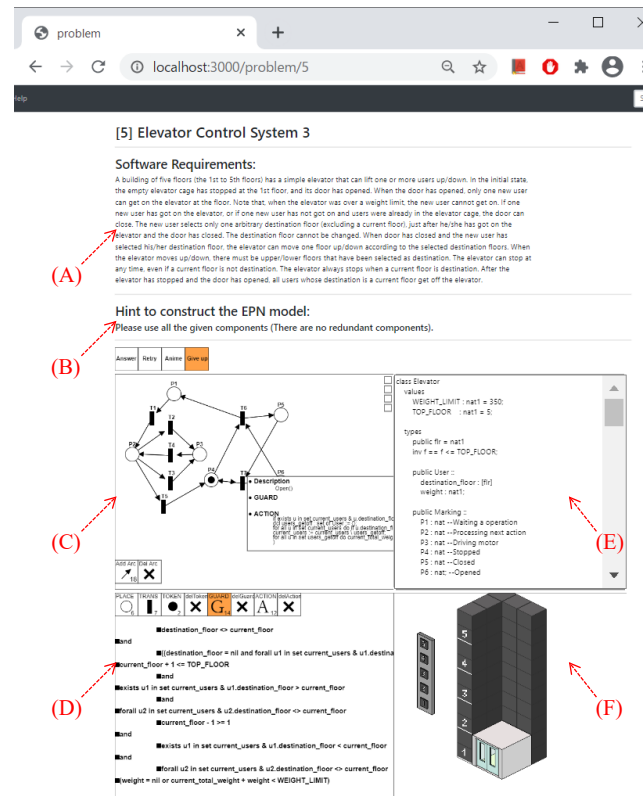 problem
localhost:3000/problem/5
Help
[5] Elevator Control System 3
Software Requirements:
A building of five floors (the 1st to 5th floors) has a simple elevator that can lift one or more users up/down. In the initial state,
the empty elevator cage has stopped at the 1st floor, and its door has opened. When the door has opened, only one new user
can get on the elevator at the floor. Note that, when the elevator was over a weight limit, the new user cannot get on. If one
new user has got on the elevator, or if one new user has not got on and users were already in the elevator cage, the door can
close. The new user selects only one arbitrary destination floor (excluding a current floor), just after he/she has got on the
elevator and the door has closed. The destination floor cannot be changed. When door has closed and the new user has
selected his/her destination floor, the elevator can move one floor up/down according to the selected destination floors. When
the elevator moves up/down, there must be upper/lower floors that have been selected as destination. The elevator can stop at
any time, even if a current floor is not destination. The elevator always stops when a current floor is destination. After the
elevator has stopped and the door has opened, all users whose destination is a current floor get off the elevator.
(A)
Hint to construct the EPN model:
Please use all the given components (There are no redundant components).
(B)
Answer Retry Anime Give up
P1
T1
T2
T6
P5
P2
T4
P3
T3
P4
P6
T5
• Description
Open()
• GUARD
• ACTION
(C)
Add Arc Del Arc
16
class Elevator
values
WEIGHT_LIMIT : nat1 = 350;
TOP_FLOOR : nat1 = 5;
types
public flr = nat1
inv f == f <= TOP_FLOOR;
public User ::
destination_floor : [flr]
weight : nat1;
public Marking ::
P1 : nat --Waiting a operation
P2 : nat --Processing next action
P3 : nat --Driving motor
P4 : nat --Stopped
P5 : nat --Closed
P6 : nat; --Opened
(E)
PLACE TRANS TOKEN delToken GUARD delGuard ACTION delAction
6 7 2 G 14 A 12
destination_floor <> current_floor
and
((destination_floor = nil and forall u1 in set current_users & u1.destina
current_floor + 1 <= TOP_FLOOR
and
exists u1 in set current_users & u1.destination_floor > current_floor
and
forall u2 in set current_users & u2.destination_floor <> current_floor
current_floor - 1 >= 1
and
exists u1 in set current_users & u1.destination_floor < current_floor
and
forall u2 in set current_users & u2.destination_floor <> current_floor
(weight = nil or current_total_weight + weight < WEIGHT_LIMIT)
(D)
5
4
3
2
1
(F)